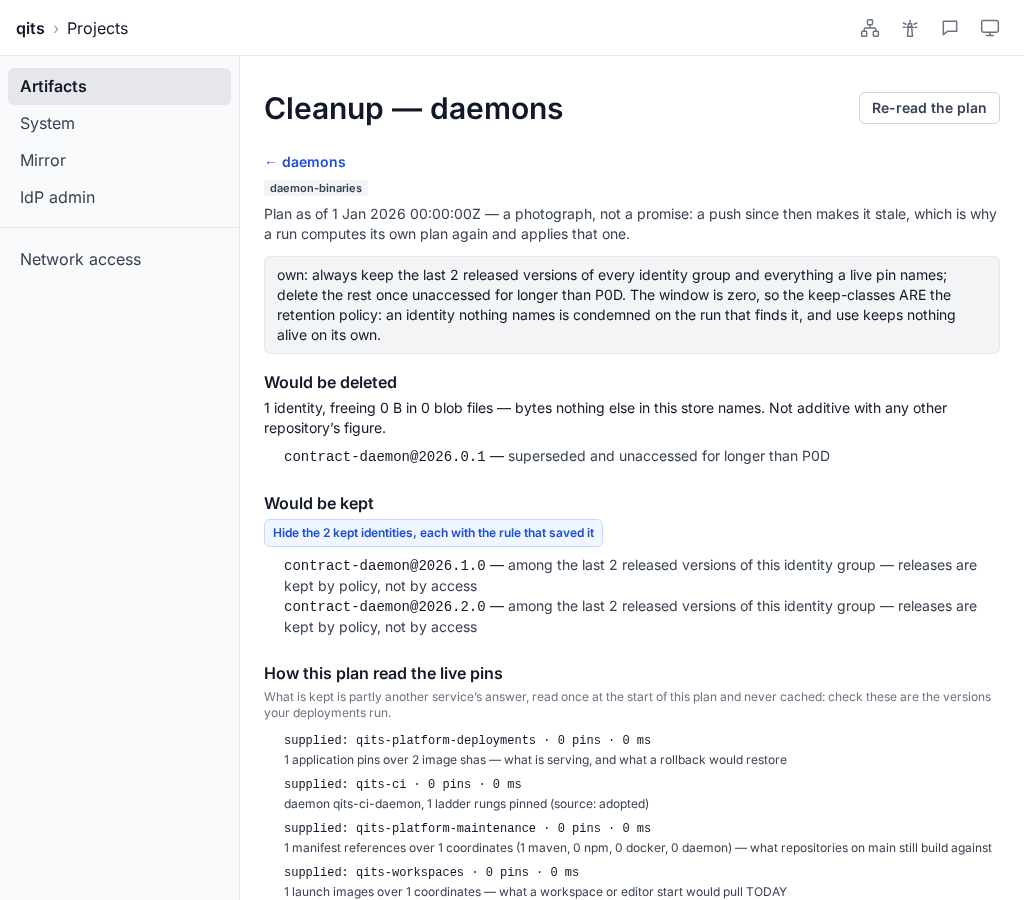 qits › Projects
Artifacts
System
Mirror
IdP admin
Network access
Cleanup — daemons
Re-read the plan
← daemons
daemon-binaries
Plan as of 1 Jan 2026 00:00:00Z — a photograph, not a promise: a push since then makes it stale, which is why
a run computes its own plan again and applies that one.
own: always keep the last 2 released versions of every identity group and everything a live pin names;
delete the rest once unaccessed for longer than P0D. The window is zero, so the keep-classes ARE the
retention policy: an identity nothing names is condemned on the run that finds it, and use keeps nothing
alive on its own.
Would be deleted
1 identity, freeing 0 B in 0 blob files — bytes nothing else in this store names. Not additive with any other
repository’s figure.
contract-daemon@2026.0.1 — superseded and unaccessed for longer than P0D
Would be kept
Hide the 2 kept identities, each with the rule that saved it
contract-daemon@2026.1.0 — among the last 2 released versions of this identity group — releases are
kept by policy, not by access
contract-daemon@2026.2.0 — among the last 2 released versions of this identity group — releases are
kept by policy, not by access
How this plan read the live pins
What is kept is partly another service’s answer, read once at the start of this plan and never cached: check these are the versions
your deployments run.
supplied: qits-platform-deployments · 0 pins · 0 ms
1 application pins over 2 image shas — what is serving, and what a rollback would restore
supplied: qits-ci · 0 pins · 0 ms
daemon qits-ci-daemon, 1 ladder rungs pinned (source: adopted)
supplied: qits-platform-maintenance · 0 pins · 0 ms
1 manifest references over 1 coordinates (1 maven, 0 npm, 0 docker, 0 daemon) — what repositories on main still build against
supplied: qits-workspaces · 0 pins · 0 ms
1 launch images over 1 coordinates — what a workspace or editor start would pull TODAY